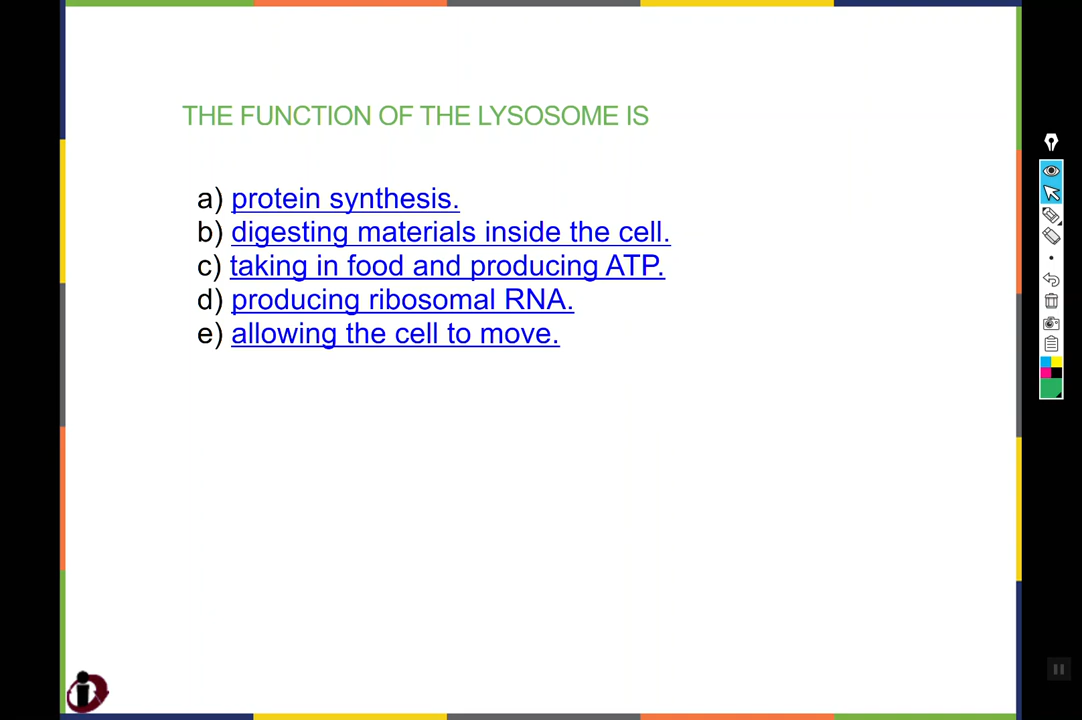 THE FUNCTION OF THE LYSOSOME IS
a) protein synthesis.
b) digesting materials inside the cell.
c) taking in food and producing ATP.
d) producing ribosomal RNA.
e) allowing the cell to move.